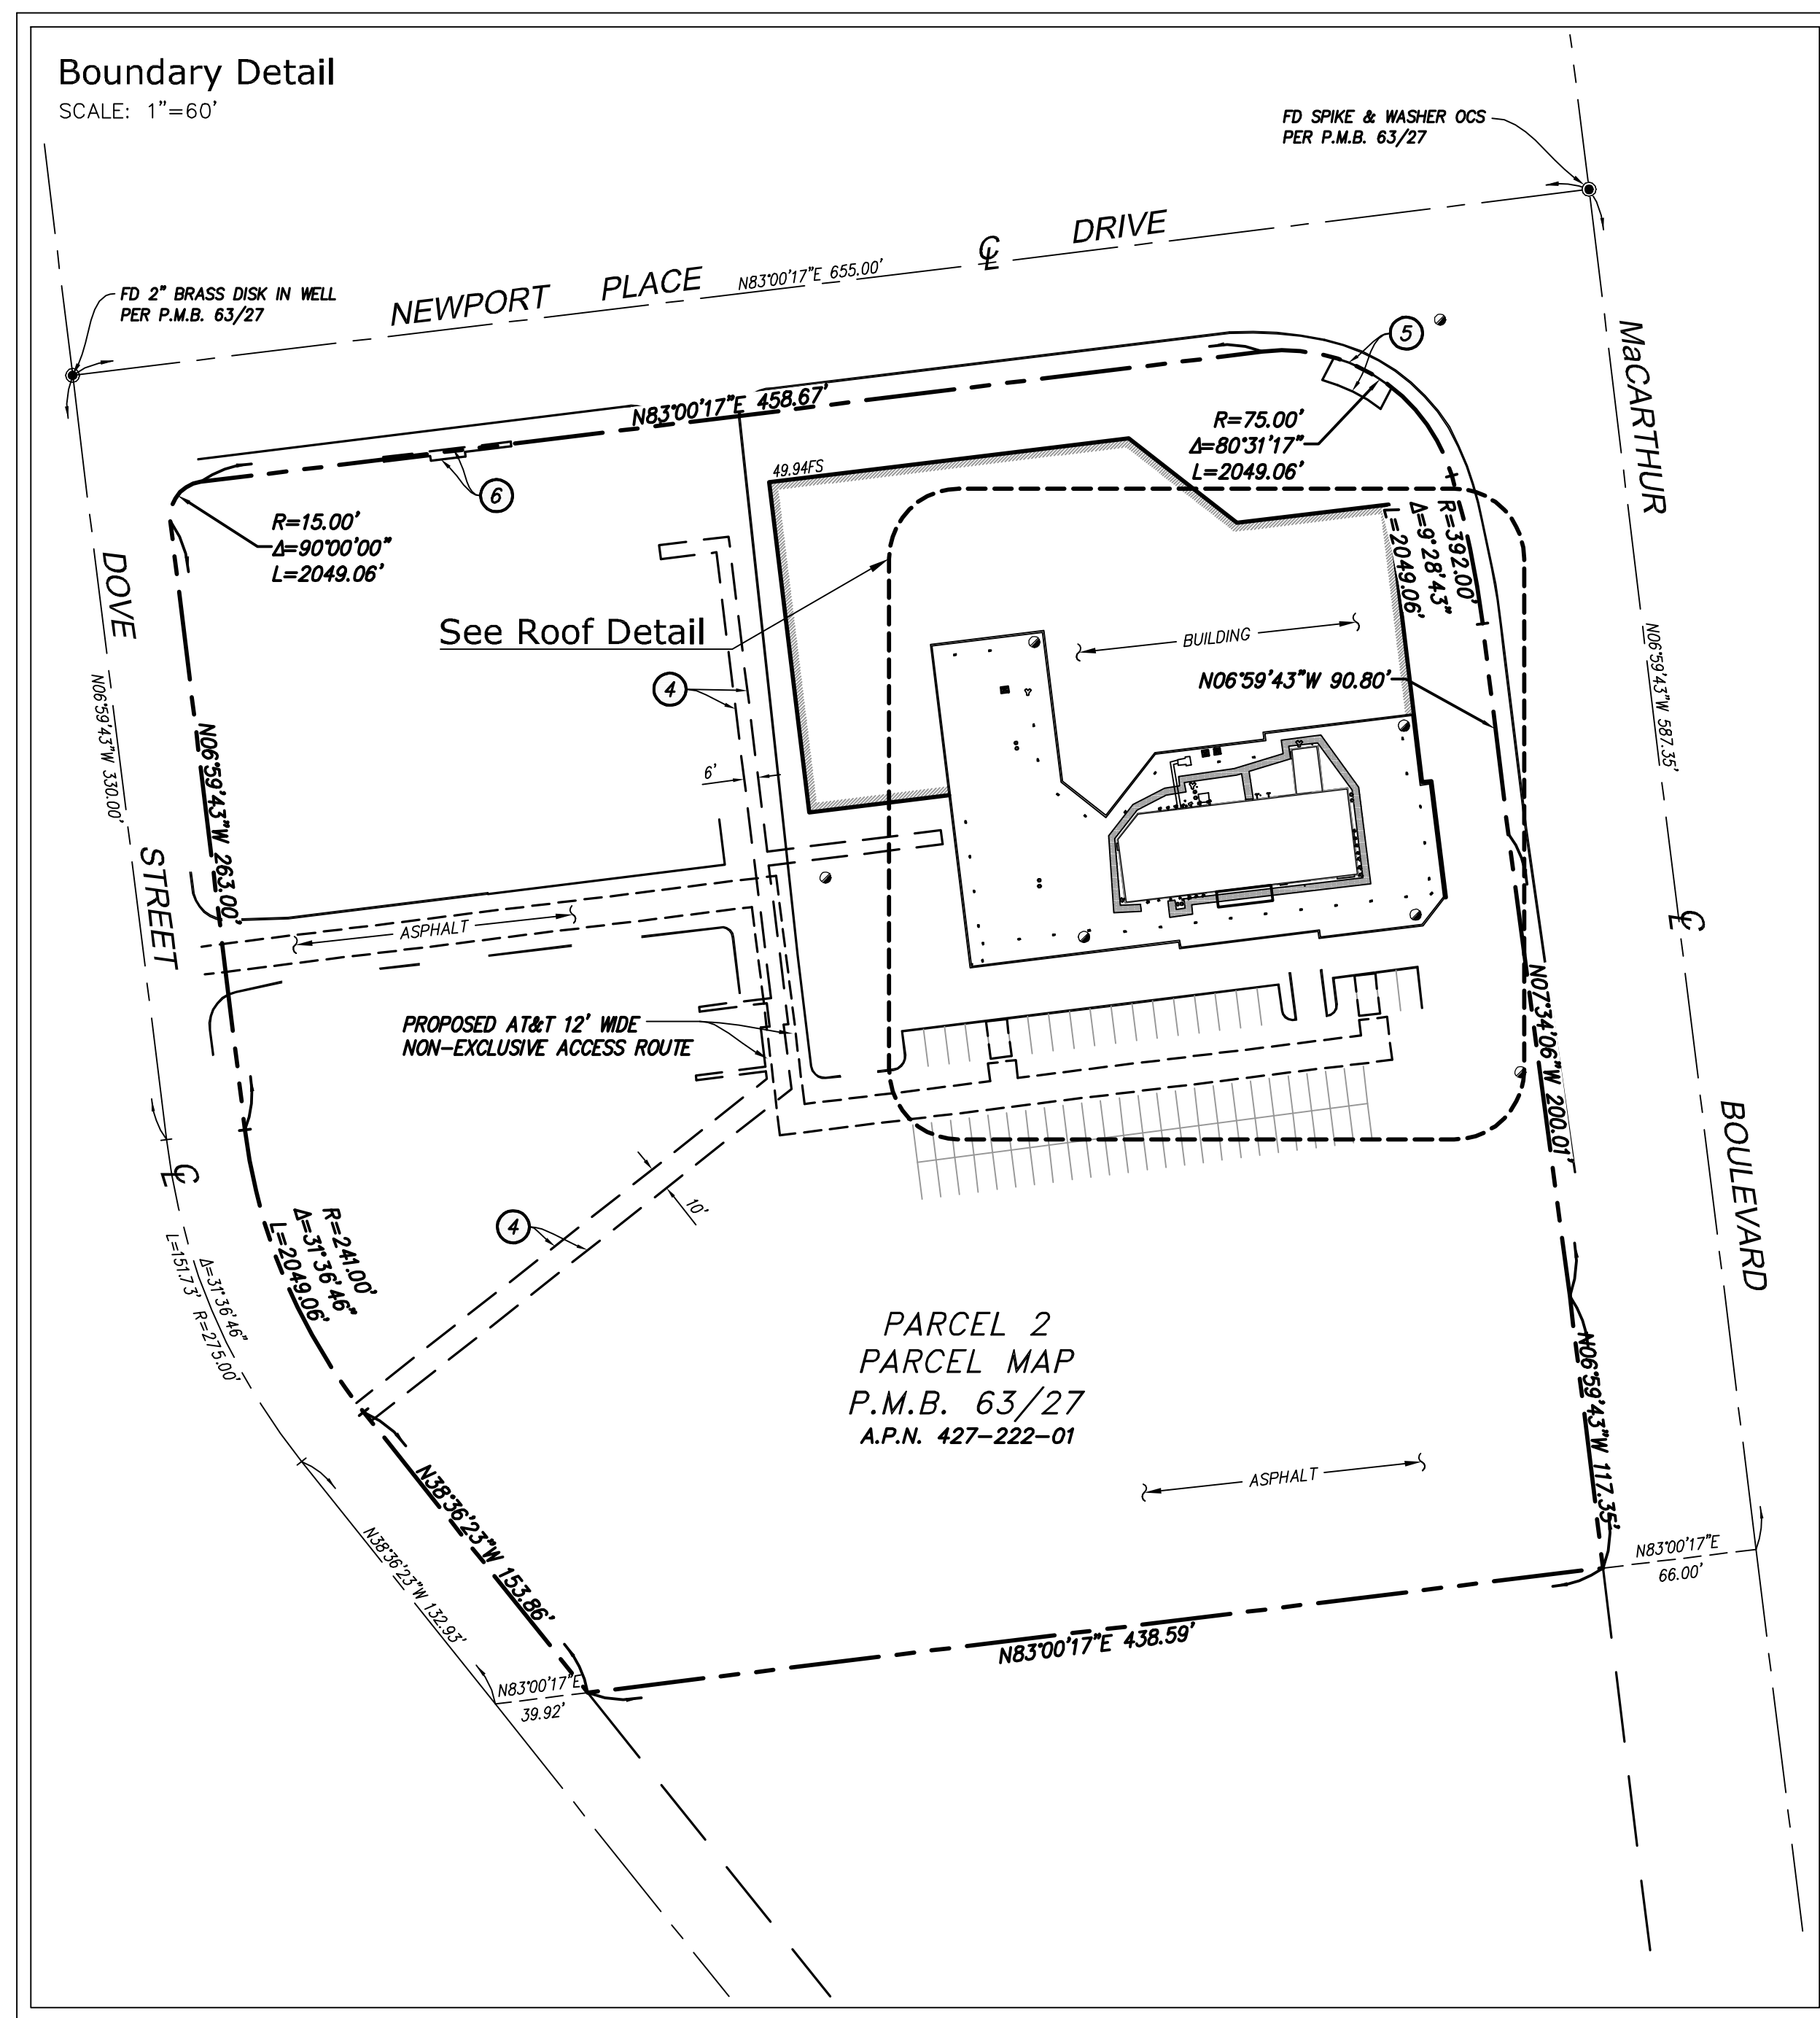 Boundary Detail
SCALE: 1"=60'
FD SPIKE & WASHER OCS
PER P.M.B. 63/27
FD 2" BRASS DISK IN WELL
PER P.M.B. 63/27
NEWPORT PLACE DRIVE
N83°00'17"E 655.00'
℄
N83°00'17"E 458.67'
49.94FS
5
R=75.00'
Δ=80°31'17"
L=2049.06'
6
R=15.00'
Δ=90°00'00"
L=2049.06'
R=392.00'
Δ=9°28'43"
L=2049.06'
MaCARTHUR
BOULEVARD
N06°59'43"W 587.35'
℄
DOVE
STREET
N06°59'43"W 330.00'
N06°59'43"W 263.00'
See Roof Detail
BUILDING
N06°59'43"W 90.80'
4
6'
ASPHALT
PROPOSED AT&T 12' WIDE
NON-EXCLUSIVE ACCESS ROUTE
N07°34'06"W 200.01'
℄
10'
4
R=241.00'
Δ=31°36'46"
L=2049.06'
Δ=31°36'46"
L=151.73' R=275.00'
PARCEL 2
PARCEL MAP
P.M.B. 63/27
A.P.N. 427-222-01
ASPHALT
N06°59'43"W 117.35'
N83°00'17"E
66.00'
N38°36'23"W 153.86'
N38°36'23"W 132.93'
N83°00'17"E 438.59'
N83°00'17"E
39.92'